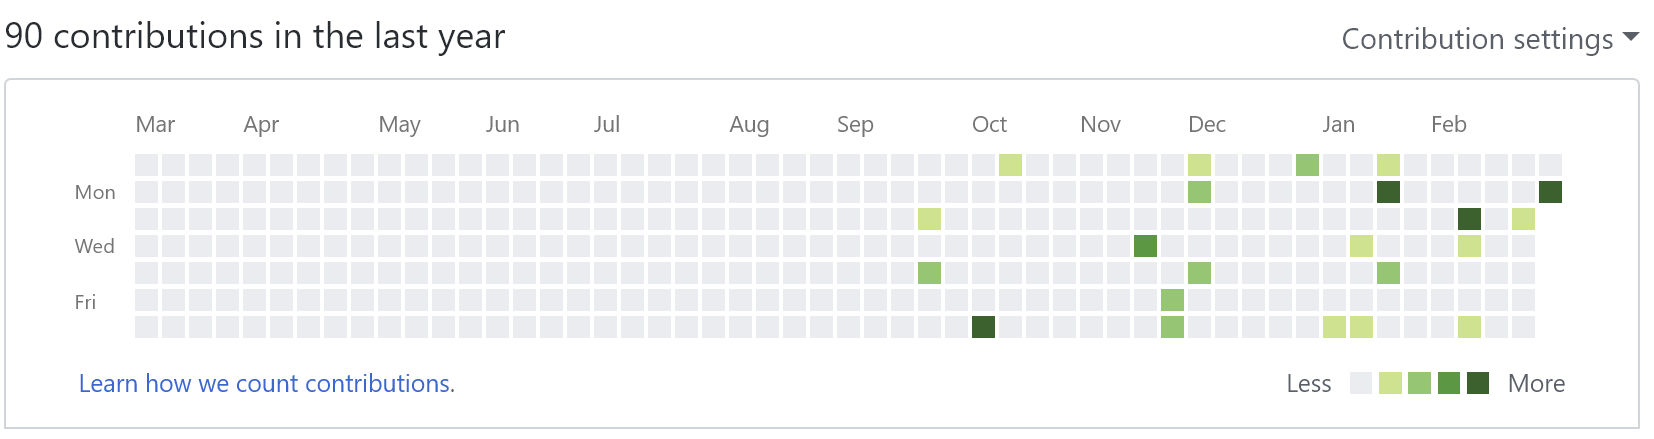 90 contributions in the last year
Contribution settings
Mar Apr May Jun Jul Aug Sep Oct Nov Dec Jan Feb
Mon
Wed
Fri
Learn how we count contributions.
Less More